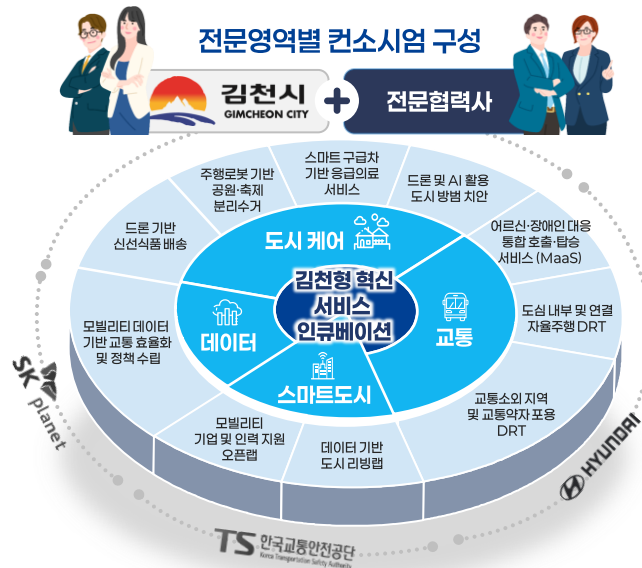 전문영역별 컨소시엄 구성
김천시
GIMCHEON CITY
+
전문협력사
스마트 구급차
기반 응급의료
서비스
주행로봇 기반
공원·축제
분리수거
드론 및 AI 활용
도시 방범 치안
드론 기반
신선식품 배송
어르신·장애인 대응
통합 호출·탑승
서비스 (MaaS)
도시 케어
김천형 혁신
서비스
인큐베이션
데이터
교통
스마트도시
모빌리티 데이터
기반 교통 효율화
및 정책 수립
도심 내부 및 연결
자율주행 DRT
교통소외 지역
및 교통약자 포용
DRT
모빌리티
기업 및 인력 지원
오픈랩
데이터 기반
도시 리빙랩
SK
planet
HYUNDAI
TS 한국교통안전공단
Korea Transportation Safety Authority